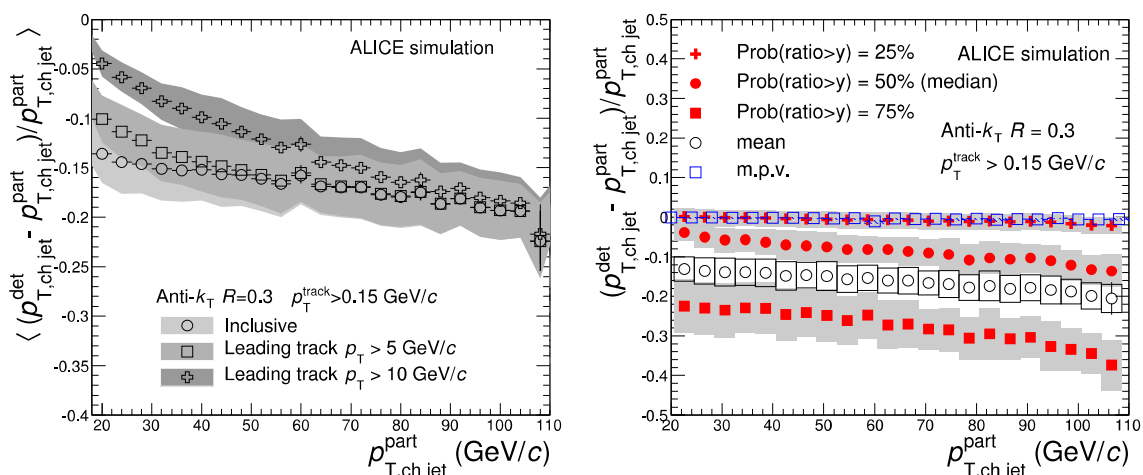 ⟨ (p_T,ch jet^det - p_T,ch jet^part)/p_T,ch jet^part ⟩
-0.05
-0.1
-0.15
-0.2
-0.25
-0.3
-0.35
-0.4
ALICE simulation
Anti-k_T R=0.3 p_T^track>0.15 GeV/c
Inclusive
Leading track p_T > 5 GeV/c
Leading track p_T > 10 GeV/c
20 30 40 50 60 70 80 90 100 110
p_T,ch jet^part (GeV/c)
(p_T,ch jet^det - p_T,ch jet^part)/p_T,ch jet^part
0.5
0.4
0.3
0.2
0.1
0
-0.1
-0.2
-0.3
-0.4
-0.5
Prob(ratio>y) = 25% ALICE simulation
Prob(ratio>y) = 50% (median)
Prob(ratio>y) = 75%
mean
m.p.v.
Anti-k_T R = 0.3
p_T^track > 0.15 GeV/c
20 30 40 50 60 70 80 90 100 110
p_T,ch jet^part (GeV/c)